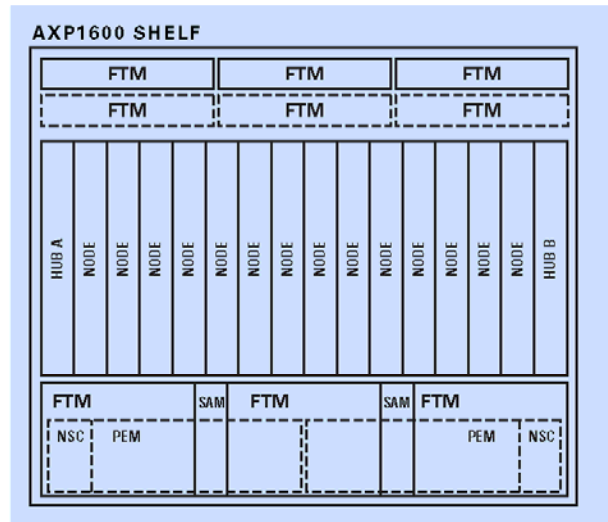 AXP1600 SHELF
FTM FTM FTM
FTM FTM FTM
HUB A NODE NODE NODE NODE NODE NODE NODE NODE NODE NODE NODE NODE NODE NODE HUB B
FTM SAM FTM SAM FTM
NSC PEM PEM NSC